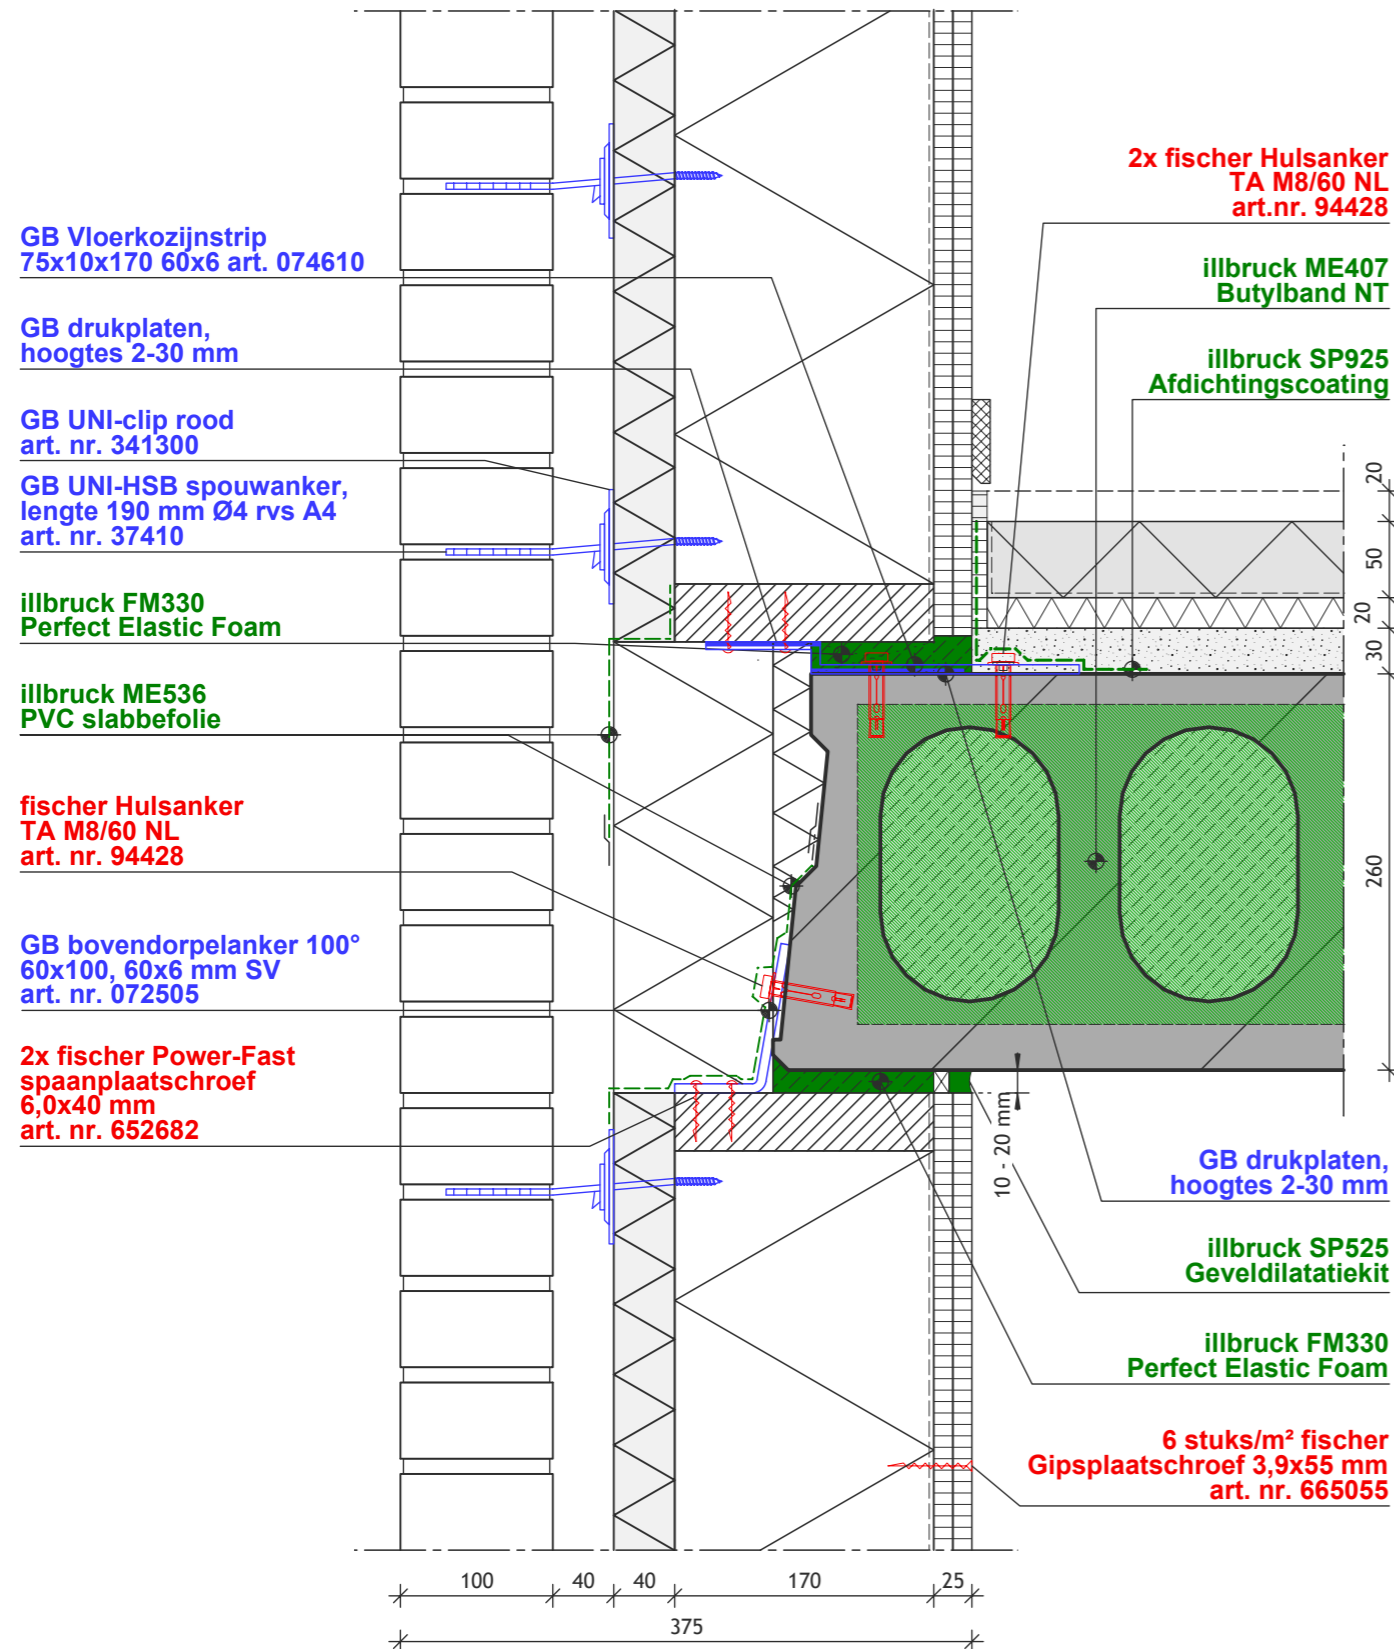 GB Vloerkozijnstrip
75x10x170 60x6 art. 074610
GB drukplaten,
hoogtes 2-30 mm
GB UNI-clip rood
art. nr. 341300
GB UNI-HSB spouwanker,
lengte 190 mm Ø4 rvs A4
art. nr. 37410
illbruck FM330
Perfect Elastic Foam
illbruck ME536
PVC slabbefolie
fischer Hulsanker
TA M8/60 NL
art. nr. 94428
GB bovendorpelanker 100°
60x100, 60x6 mm SV
art. nr. 072505
2x fischer Power-Fast
spaanplaatschroef
6,0x40 mm
art. nr. 652682
2x fischer Hulsanker
TA M8/60 NL
art.nr. 94428
illbruck ME407
Butylband NT
illbruck SP925
Afdichtingscoating
20
50
20
30
260
10 - 20 mm
GB drukplaten,
hoogtes 2-30 mm
illbruck SP525
Geveldilatatiekit
illbruck FM330
Perfect Elastic Foam
6 stuks/m² fischer
Gipsplaatschroef 3,9x55 mm
art. nr. 665055
100 40 40 170 25
375